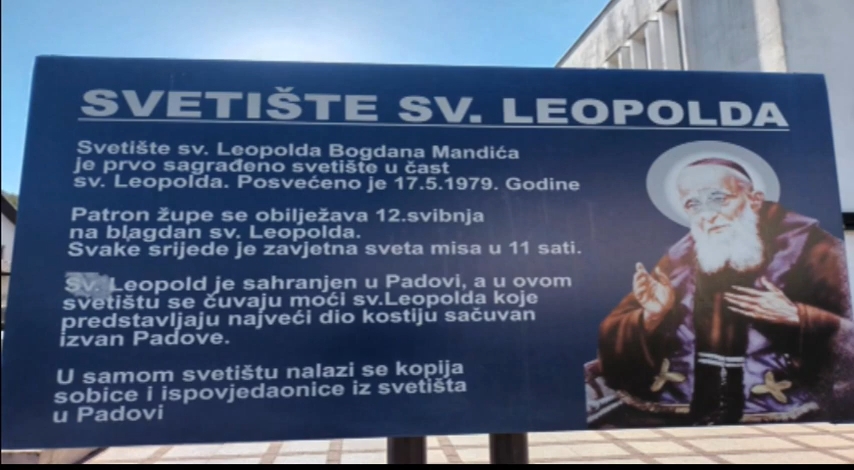 SVETIŠTE SV. LEOPOLDA
Svetište sv. Leopolda Bogdana Mandića
je prvo sagrađeno svetište u čast
sv. Leopolda. Posvećeno je 17.5.1979. Godine
Patron župe se obilježava 12.svibnja
na blagdan sv. Leopolda.
Svake srijede je zavjetna sveta misa u 11 sati.
Sv. Leopold je sahranjen u Padovi, a u ovom
svetištu se čuvaju moći sv.Leopolda koje
predstavljaju najveći dio kostiju sačuvan
izvan Padove.
U samom svetištu nalazi se kopija
sobice i ispovjedaonice iz svetišta
u Padovi